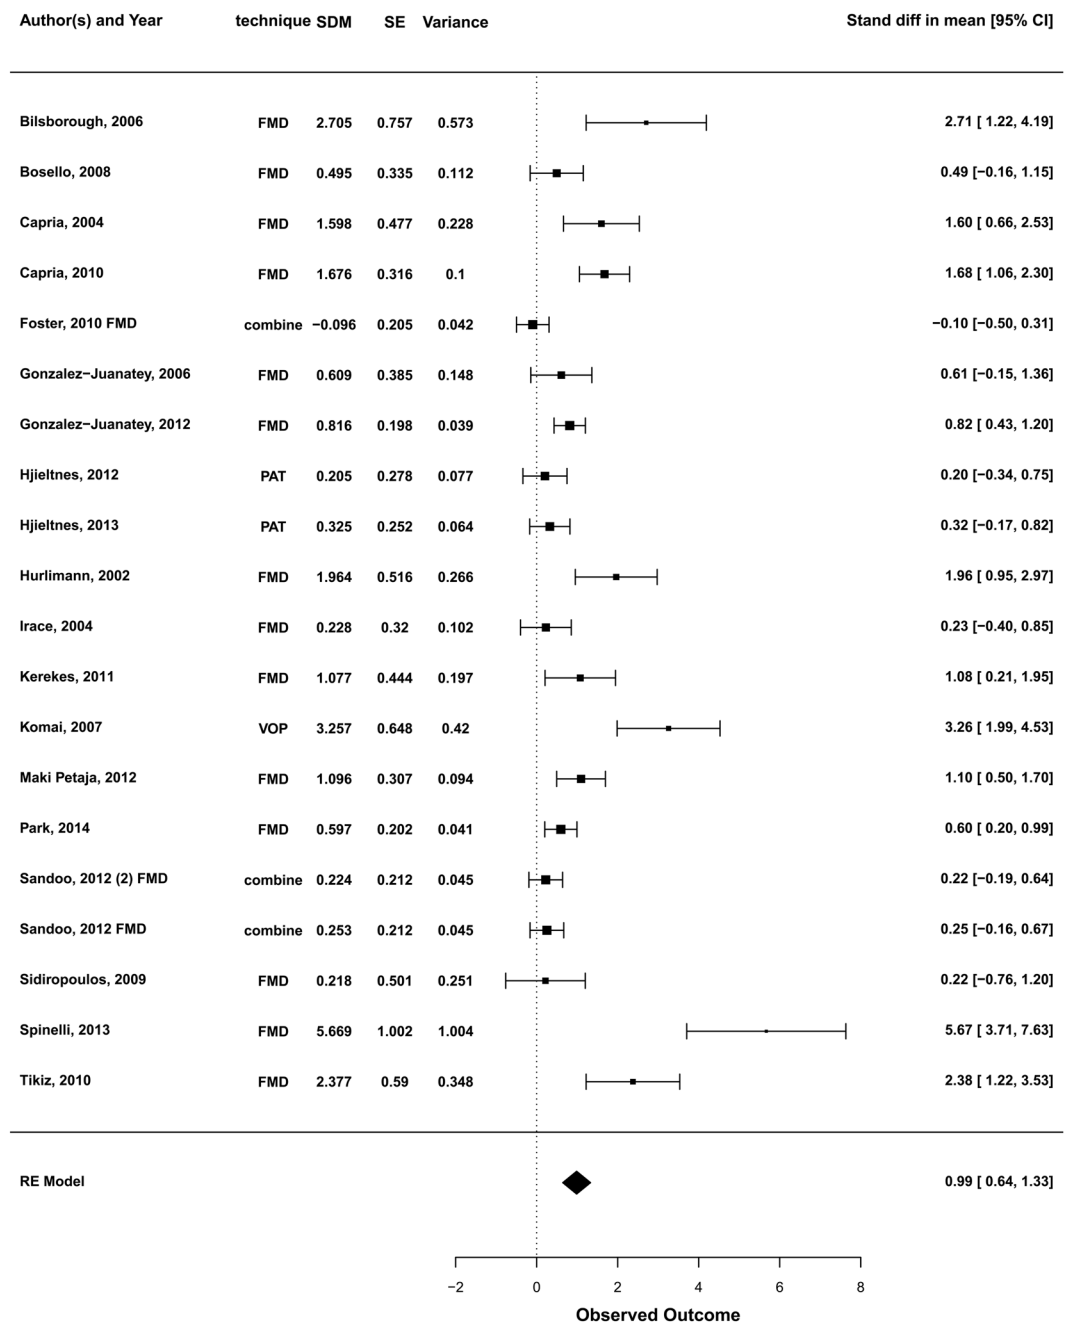 Author(s) and Year technique SDM SE Variance Stand diff in mean [95% CI]
Bilsborough, 2006 FMD 2.705 0.757 0.573 2.71 [ 1.22, 4.19]
Bosello, 2008 FMD 0.495 0.335 0.112 0.49 [−0.16, 1.15]
Capria, 2004 FMD 1.598 0.477 0.228 1.60 [ 0.66, 2.53]
Capria, 2010 FMD 1.676 0.316 0.1 1.68 [ 1.06, 2.30]
Foster, 2010 FMD combine −0.096 0.205 0.042 −0.10 [−0.50, 0.31]
Gonzalez−Juanatey, 2006 FMD 0.609 0.385 0.148 0.61 [−0.15, 1.36]
Gonzalez−Juanatey, 2012 FMD 0.816 0.198 0.039 0.82 [ 0.43, 1.20]
Hjieltnes, 2012 PAT 0.205 0.278 0.077 0.20 [−0.34, 0.75]
Hjieltnes, 2013 PAT 0.325 0.252 0.064 0.32 [−0.17, 0.82]
Hurlimann, 2002 FMD 1.964 0.516 0.266 1.96 [ 0.95, 2.97]
Irace, 2004 FMD 0.228 0.32 0.102 0.23 [−0.40, 0.85]
Kerekes, 2011 FMD 1.077 0.444 0.197 1.08 [ 0.21, 1.95]
Komai, 2007 VOP 3.257 0.648 0.42 3.26 [ 1.99, 4.53]
Maki Petaja, 2012 FMD 1.096 0.307 0.094 1.10 [ 0.50, 1.70]
Park, 2014 FMD 0.597 0.202 0.041 0.60 [ 0.20, 0.99]
Sandoo, 2012 (2) FMD combine 0.224 0.212 0.045 0.22 [−0.19, 0.64]
Sandoo, 2012 FMD combine 0.253 0.212 0.045 0.25 [−0.16, 0.67]
Sidiropoulos, 2009 FMD 0.218 0.501 0.251 0.22 [−0.76, 1.20]
Spinelli, 2013 FMD 5.669 1.002 1.004 5.67 [ 3.71, 7.63]
Tikiz, 2010 FMD 2.377 0.59 0.348 2.38 [ 1.22, 3.53]
RE Model 0.99 [ 0.64, 1.33]
−2 0 2 4 6 8
Observed Outcome